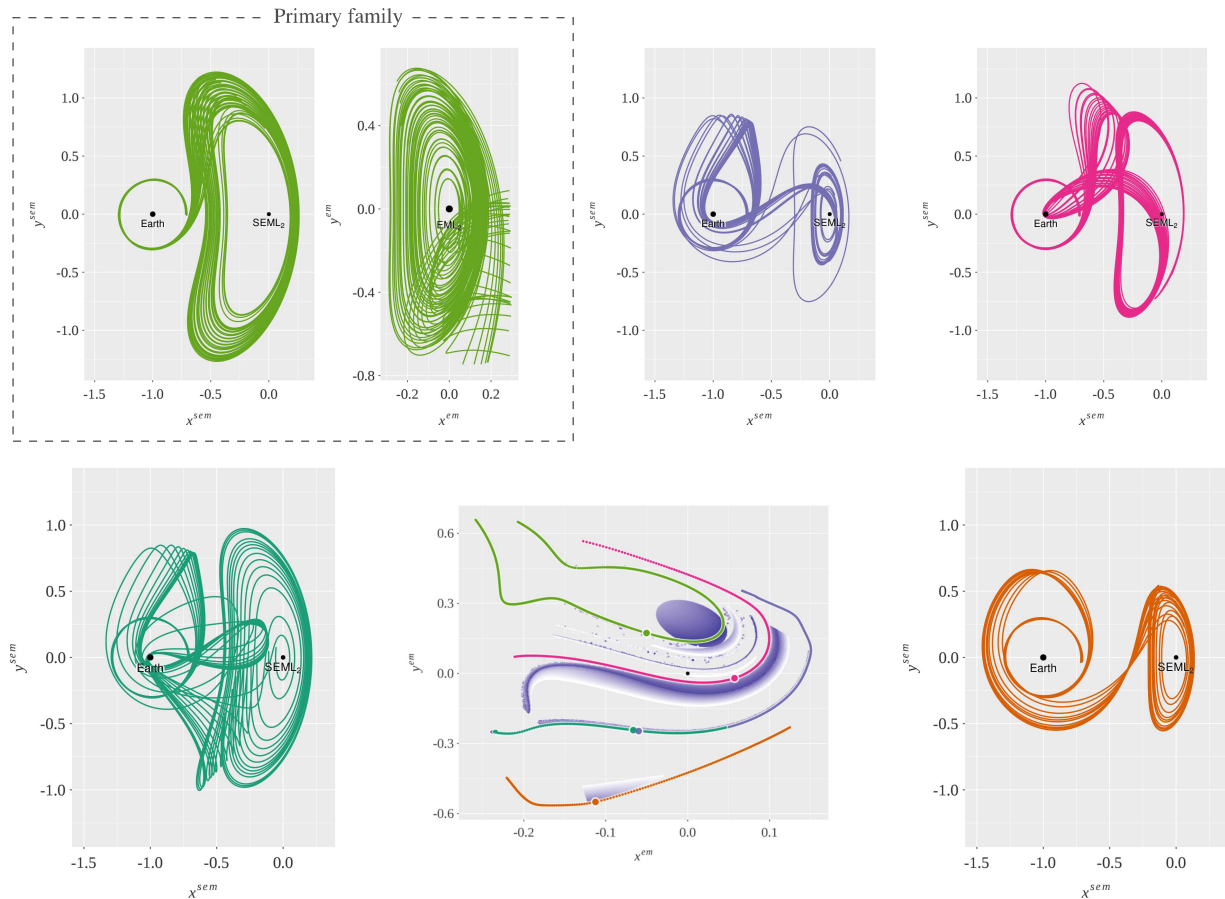 Primary family
1.0
0.5
0.0
-0.5
-1.0
-1.5
-1.0
-0.5
0.0
y^sem
x^sem
Earth
SEML₂
0.4
0.0
-0.4
-0.8
-0.2
0.0
0.2
y^em
x^em
EML₂
1.0
0.5
0.0
-0.5
-1.0
-1.5
-1.0
-0.5
0.0
y^sem
x^sem
Earth
SEML₂
1.0
0.5
0.0
-0.5
-1.0
-1.5
-1.0
-0.5
0.0
y^sem
x^sem
Earth
SEML₂
1.0
0.5
0.0
-0.5
-1.0
-1.5
-1.0
-0.5
0.0
y^sem
x^sem
Earth
SEML₂
0.6
0.3
0.0
-0.3
-0.6
-0.2
-0.1
0.0
0.1
y^em
x^em
1.0
0.5
0.0
-0.5
-1.0
-1.5
-1.0
-0.5
0.0
y^sem
x^sem
Earth
SEML₂